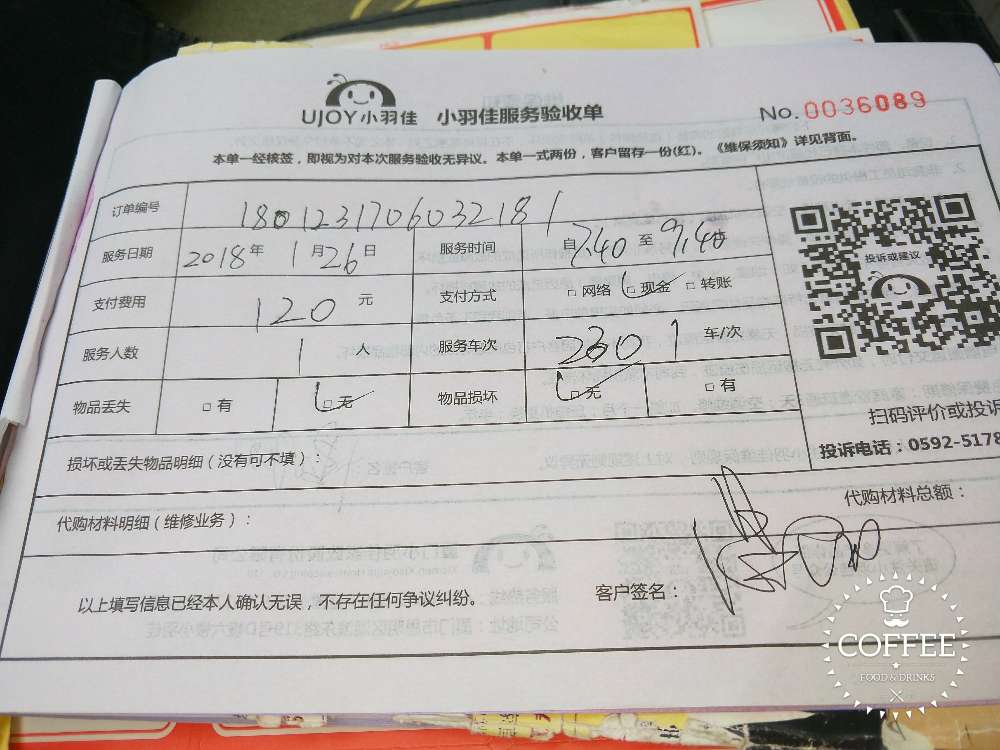 UJOY小羽佳 小羽佳服务验收单 No.0036089
本单一经核签，即视为对本次服务验收无异议。本单一式两份，客户留存一份(红)。《维保须知》详见背面。
订单编号 180123170603218 1
服务日期 2018年1月26日 服务时间 自7.40至9.40
投诉或建议
支付费用 120元 支付方式 □网络 □现金 □转账
服务人数 1人 服务车次 2601车/次
物品丢失 □有 □无 物品损坏 □无 □有
扫码评价或投诉
投诉电话：0592-5178
损坏或丢失物品明细（没有可不填）：
代购材料明细（维修业务）： 代购材料总额：
以上填写信息已经本人确认无误，不存在任何争议纠纷。 客户签名：
COFFEE
FOOD & DRINKS